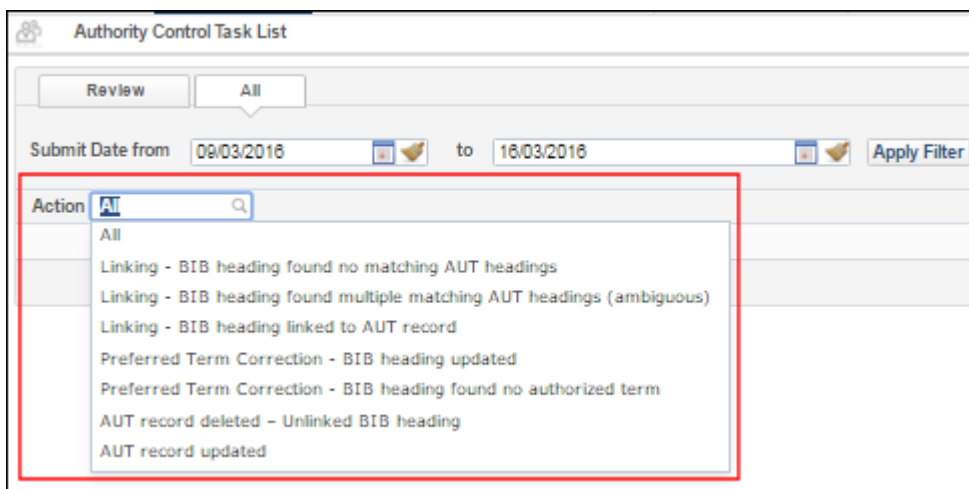 Authority Control Task List
Review All
Submit Date from 09/03/2016 to 16/03/2016 Apply Filter
Action All
All
Linking - BIB heading found no matching AUT headings
Linking - BIB heading found multiple matching AUT headings (ambiguous)
Linking - BIB heading linked to AUT record
Preferred Term Correction - BIB heading updated
Preferred Term Correction - BIB heading found no authorized term
AUT record deleted – Unlinked BIB heading
AUT record updated